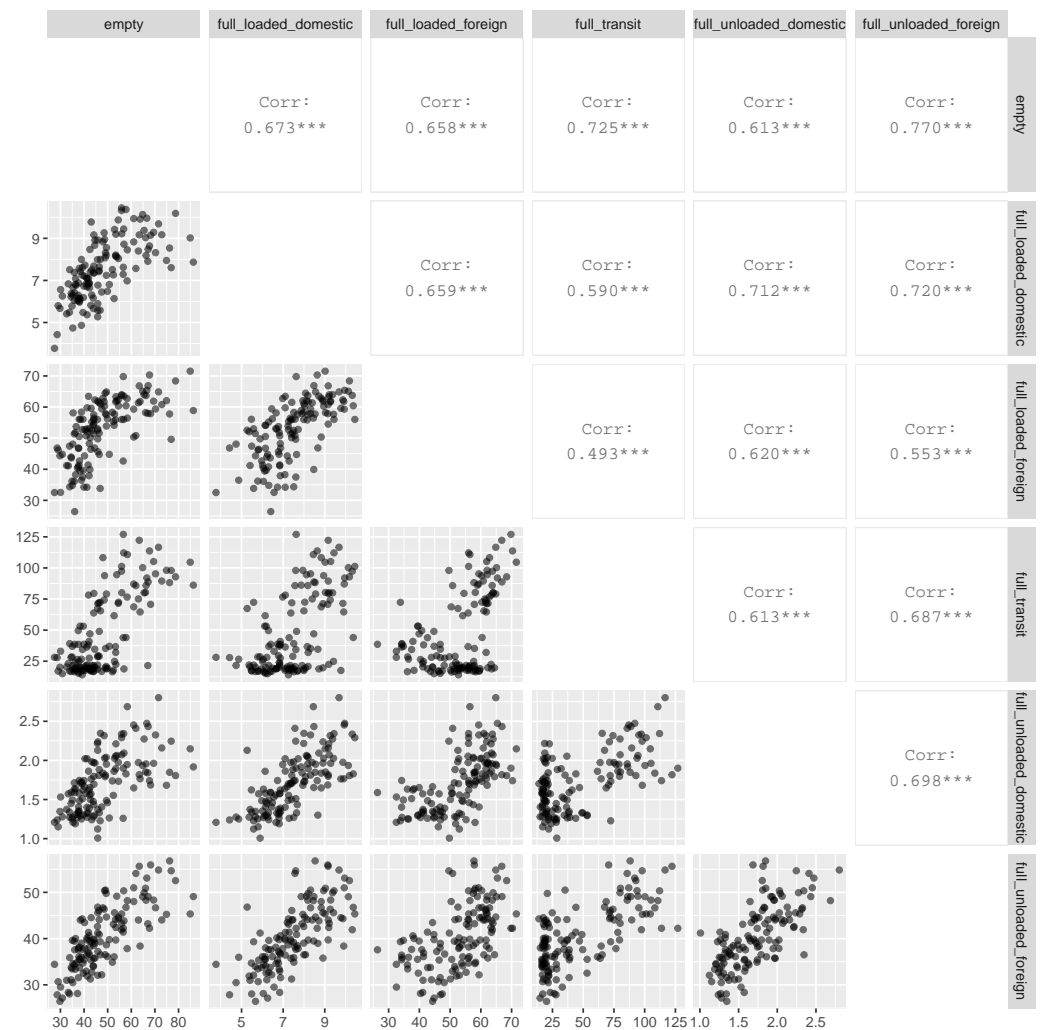 empty full_loaded_domestic full_loaded_foreign full_transit full_unloaded_domestic full_unloaded_foreign
Corr: Corr: Corr: Corr: Corr:
0.673*** 0.658*** 0.725*** 0.613*** 0.770***
empty
9
7
5
Corr: Corr: Corr: Corr:
0.659*** 0.590*** 0.712*** 0.720***
full_loaded_domestic
70
60
50
40
30
Corr: Corr: Corr:
0.493*** 0.620*** 0.553***
full_loaded_foreign
125
100
75
50
25
Corr: Corr:
0.613*** 0.687***
full_transit
2.5
2.0
1.5
1.0
Corr:
0.698***
full_unloaded_domestic
50
40
30
full_unloaded_foreign
30 40 50 60 70 80 5 7 9 30 40 50 60 70 25 50 75 100 125 1.0 1.5 2.0 2.5